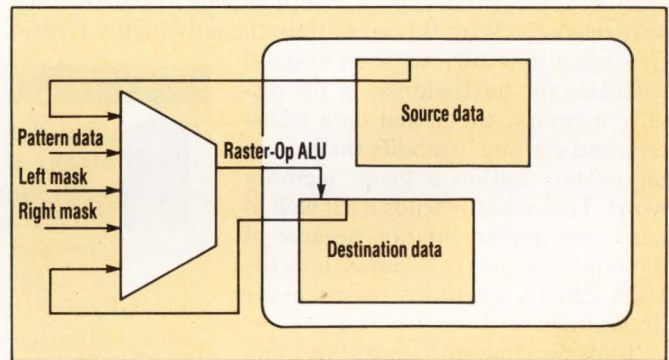 Source data
Pattern data
Raster-Op ALU
Left mask
Right mask
Destination data